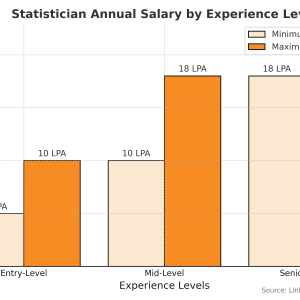 Statistician Annual Salary by Experience Lev
Minimu
Maxim
18 LPA 18 LPA
10 LPA 10 LPA
PA
Entry-Level Mid-Level Senio
Experience Levels
Source: Link